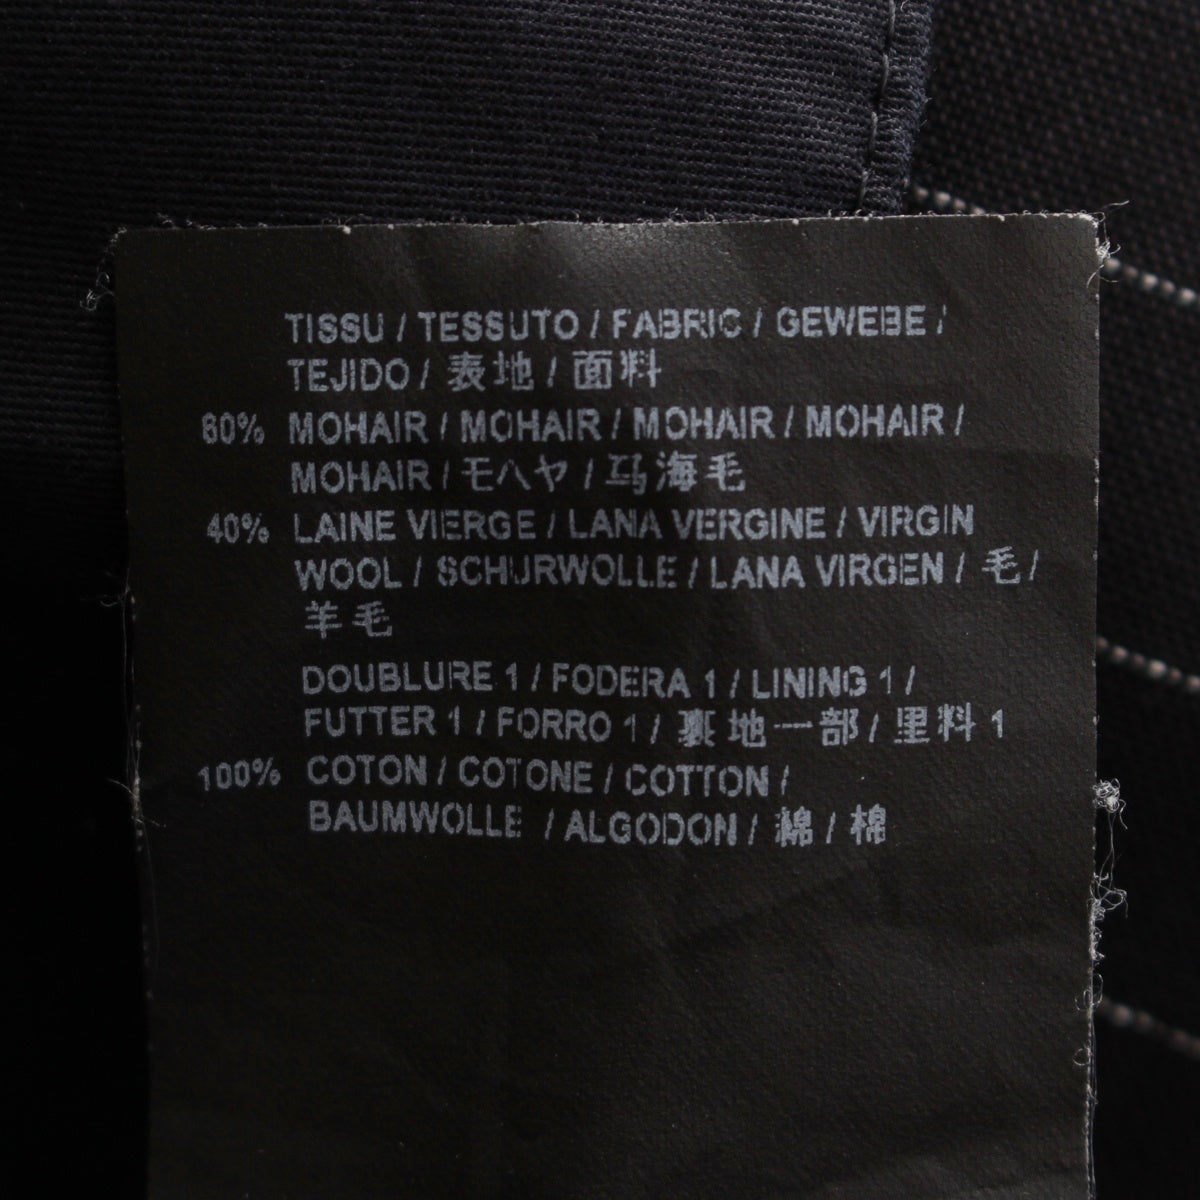 TISSU / TESSUTO / FABRIC / GEWEBE /
TEJIDO / 表地 / 面料
60% MOHAIR / MOHAIR / MOHAIR / MOHAIR /
MOHAIR / モハヤ / 马海毛
40% LAINE VIERGE / LANA VERGINE / VIRGIN
WOOL / SCHURWOLLE / LANA VIRGEN / 毛 /
羊毛
DOUBLURE 1 / FODERA 1 / LINING 1 /
FUTTER 1 / FORRO 1 / 裏地一部 / 里料 1
100% COTON / COTONE / COTTON /
BAUMWOLLE / ALGODON / 綿 / 棉